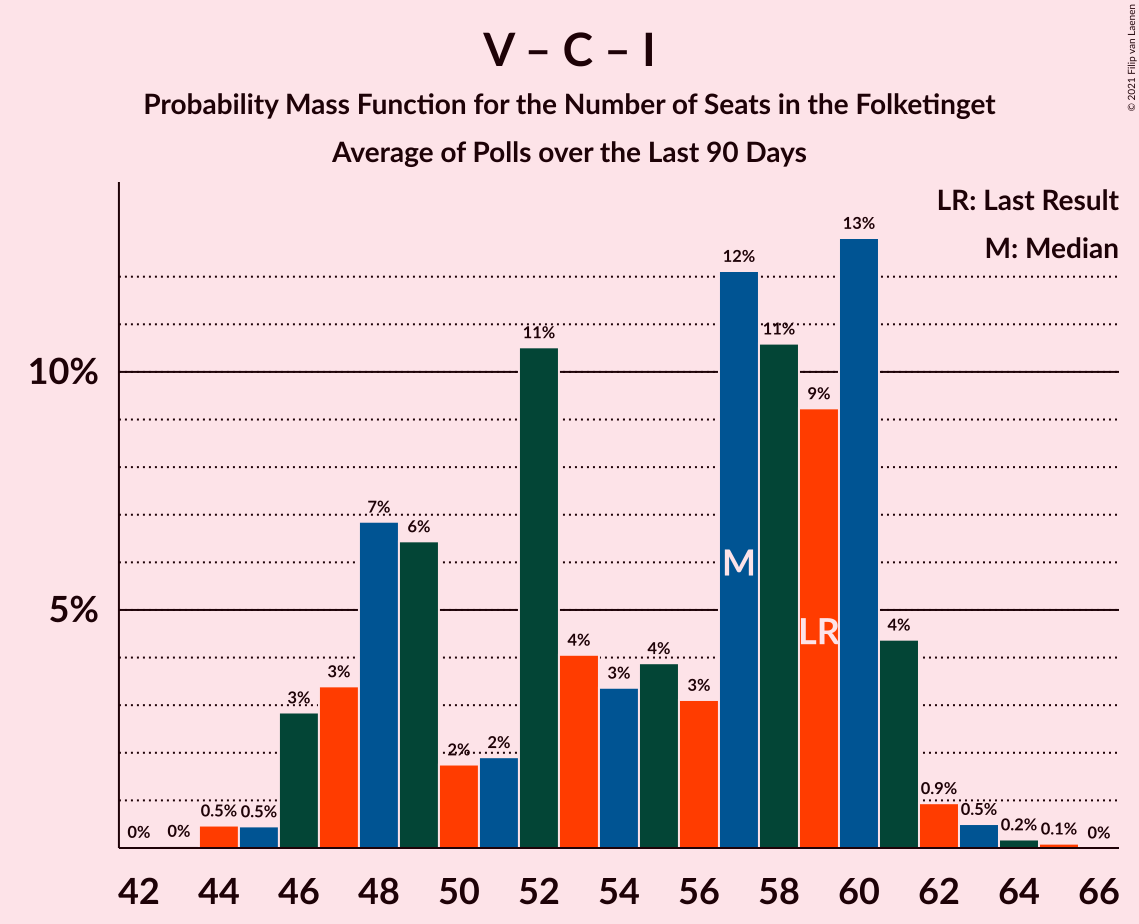 V – C – I
Probability Mass Function for the Number of Seats in the Folketinget
Average of Polls over the Last 90 Days
© 2021 Filip van Laenen
LR: Last Result
M: Median
10%
5%
0% 0% 0.5% 0.5% 3% 3% 7% 6% 2% 2% 11% 4% 3% 4% 3% 12% 11% 9% 13% 4% 0.9% 0.5% 0.2% 0.1% 0%
M
LR
42 44 46 48 50 52 54 56 58 60 62 64 66